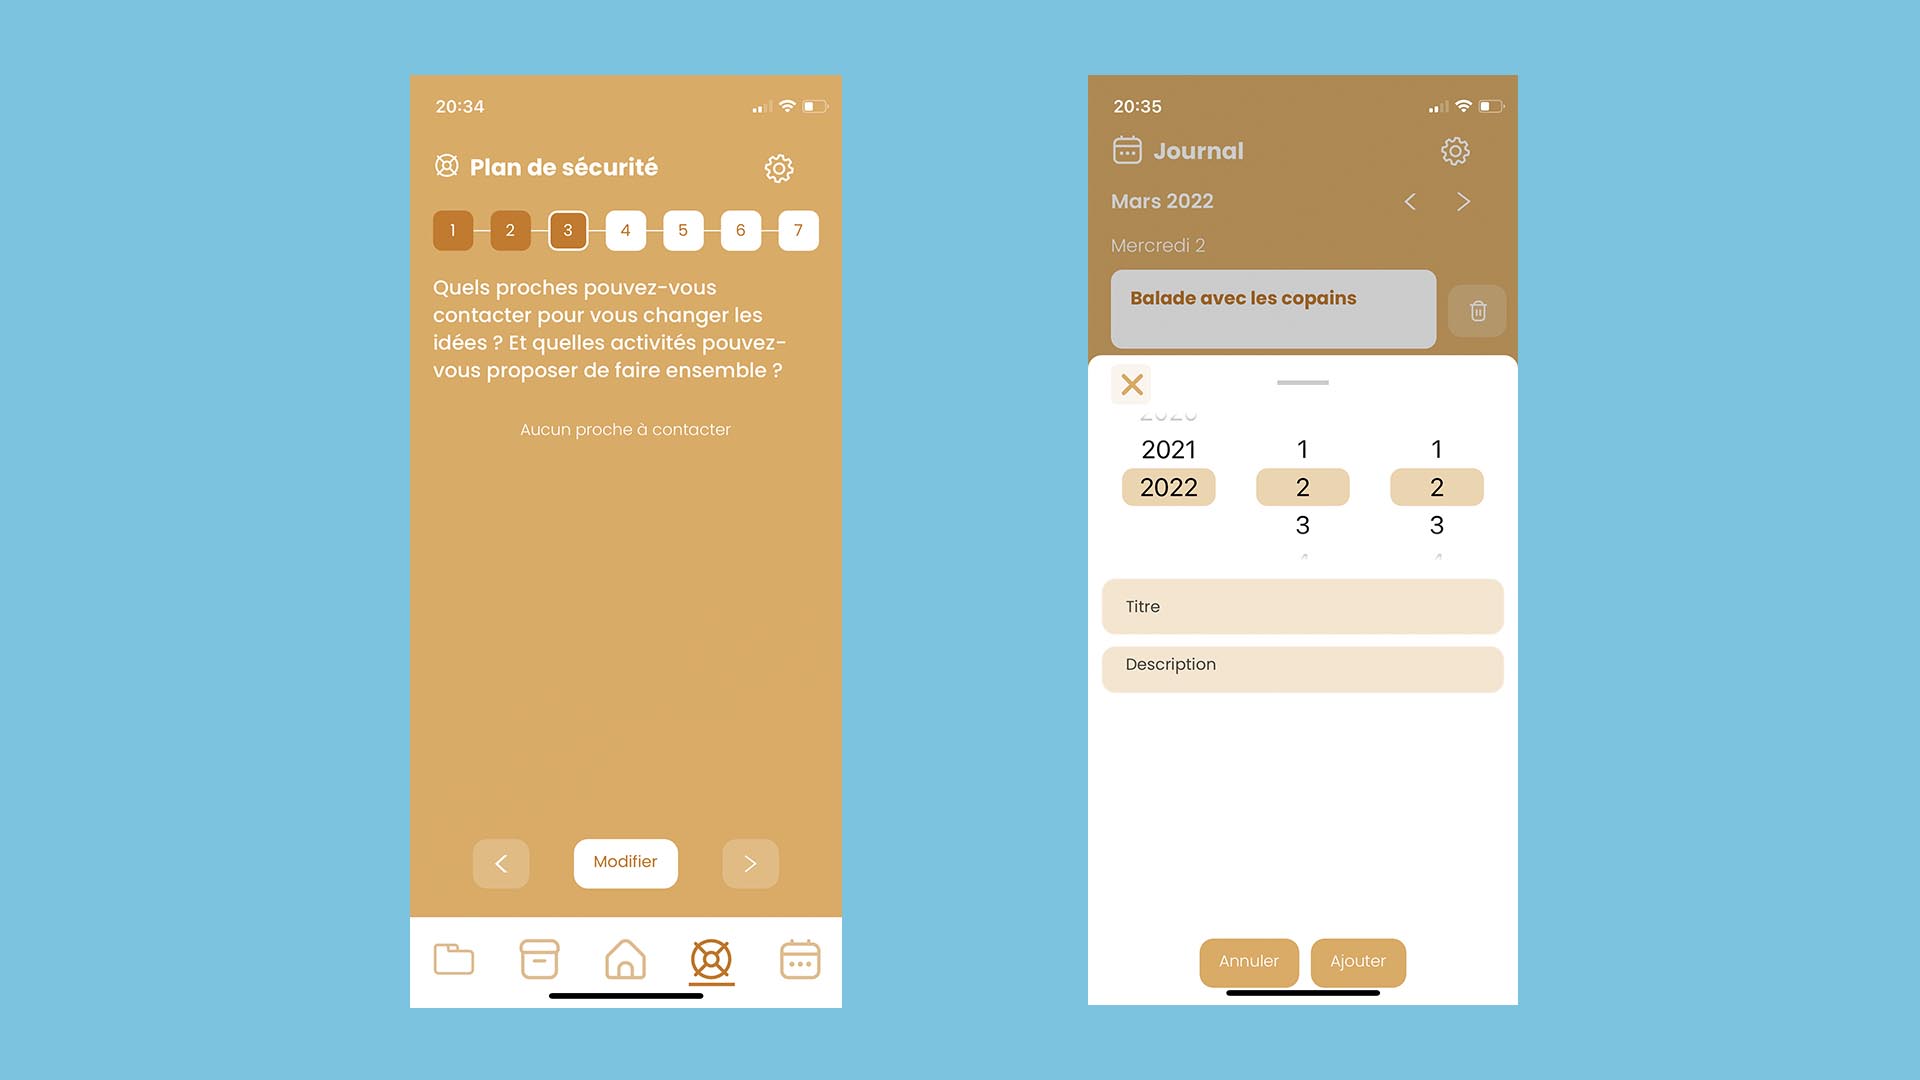 20:34
Plan de sécurité
1 2 3 4 5 6 7
Quels proches pouvez-vous
contacter pour vous changer les
idées ? Et quelles activités pouvez-
vous proposer de faire ensemble ?
Aucun proche à contacter
Modifier
20:35
Journal
Mars 2022
Mercredi 2
Balade avec les copains
2020
2021 1 1
2022 2 2
3 3
4 4
Titre
Description
Annuler Ajouter